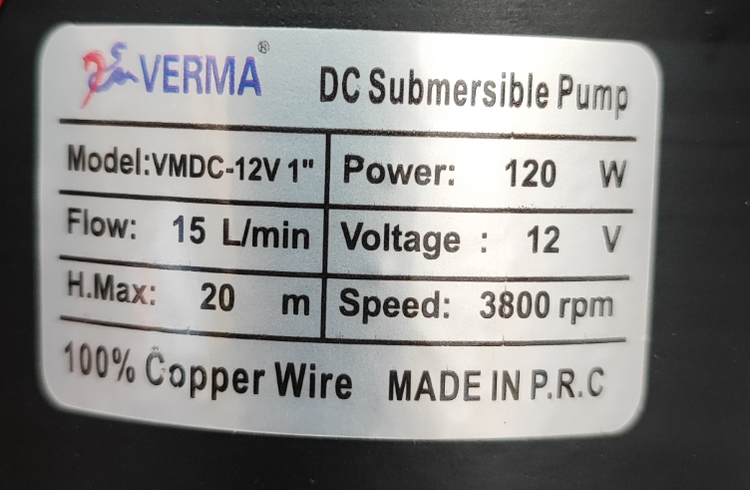 VERMA® DC Submersible Pump
Model:VMDC-12V 1" Power: 120 W
Flow: 15 L/min Voltage : 12 V
H.Max: 20 m Speed: 3800 rpm
100% Copper Wire MADE IN P.R.C